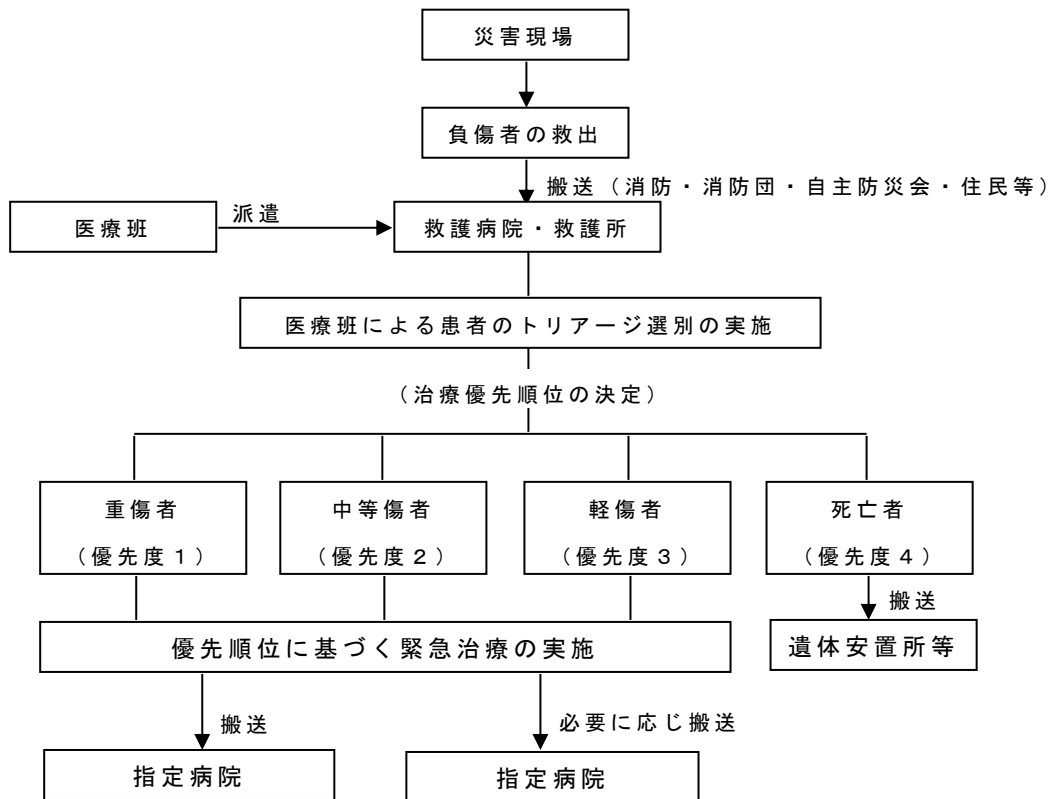 災害現場
負傷者の救出
搬送（消防・消防団・自主防災会・住民等）
医療班
派遣
救護病院・救護所
医療班による患者のトリアージ選別の実施
（治療優先順位の決定）
重傷者
（優先度１）
中等傷者
（優先度２）
軽傷者
（優先度３）
死亡者
（優先度４）
搬送
優先順位に基づく緊急治療の実施
遺体安置所等
搬送
必要に応じ搬送
指定病院
指定病院